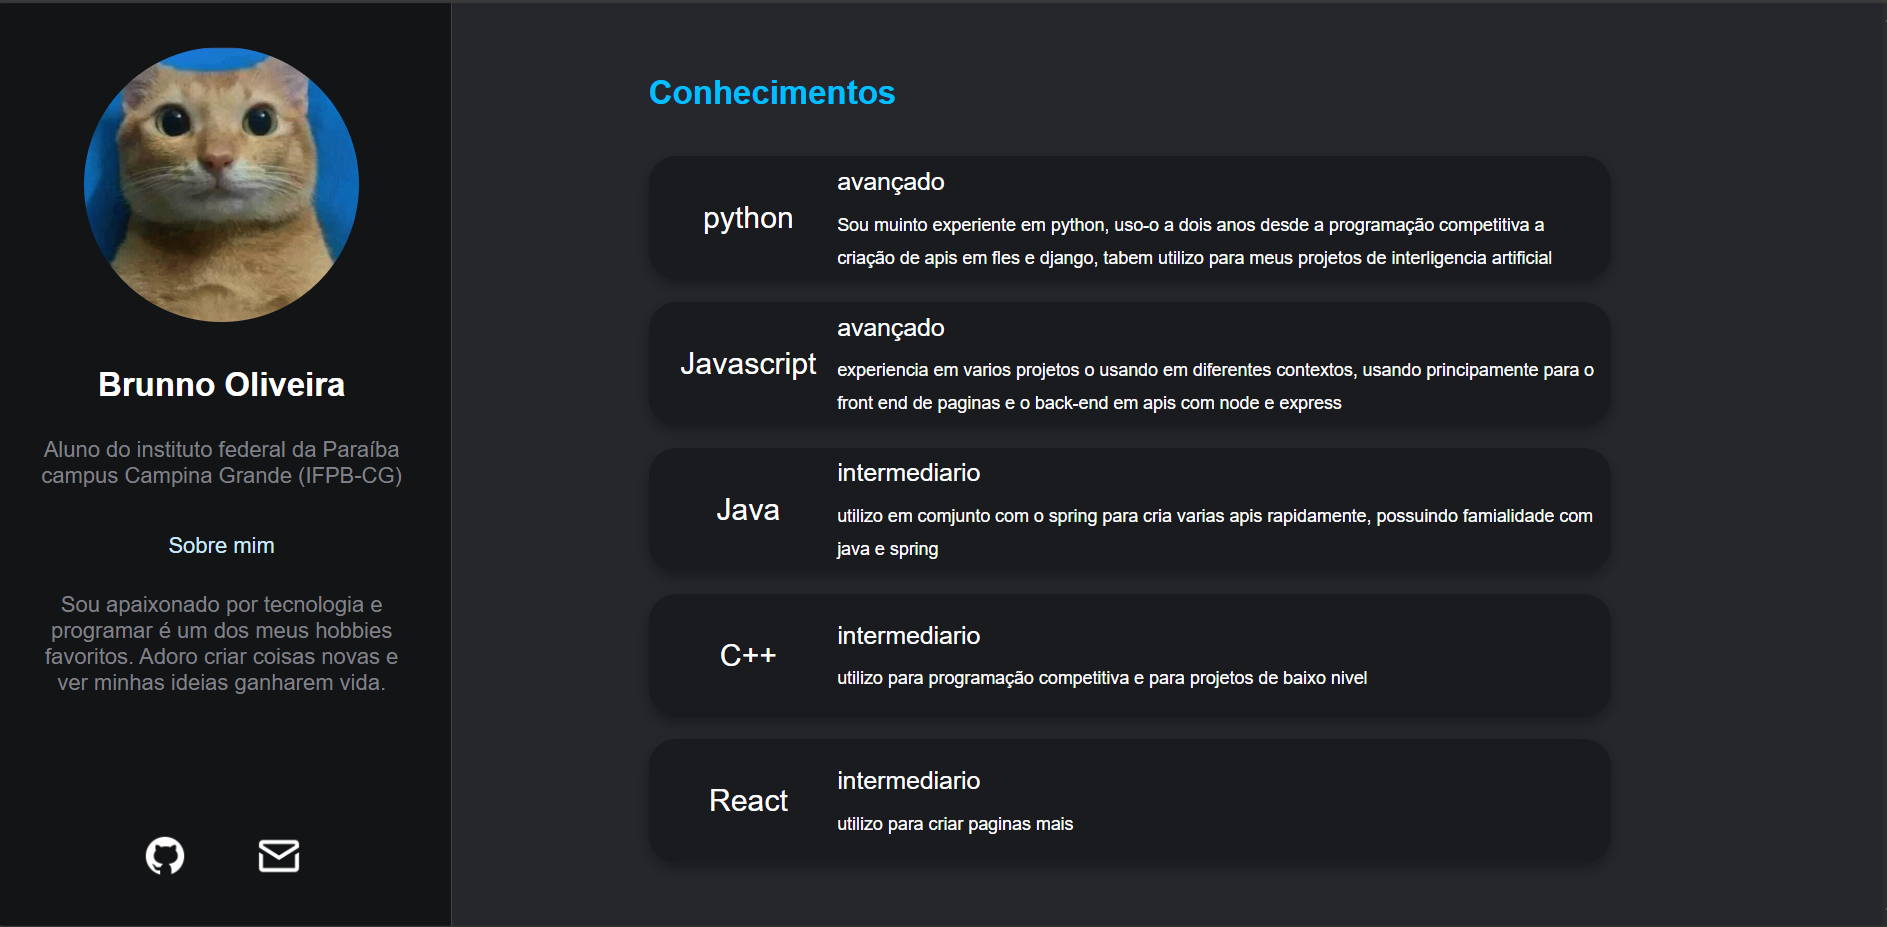 Brunno Oliveira
Aluno do instituto federal da Paraíba
campus Campina Grande (IFPB-CG)
Sobre mim
Sou apaixonado por tecnologia e
programar é um dos meus hobbies
favoritos. Adoro criar coisas novas e
ver minhas ideias ganharem vida.
Conhecimentos
python
avançado
Sou muinto experiente em python, uso-o a dois anos desde a programação competitiva a
criação de apis em fles e django, tabem utilizo para meus projetos de interligencia artificial
Javascript
avançado
experiencia em varios projetos o usando em diferentes contextos, usando principamente para o
front end de paginas e o back-end em apis com node e express
Java
intermediario
utilizo em comjunto com o spring para cria varias apis rapidamente, possuindo famialidade com
java e spring
C++
intermediario
utilizo para programação competitiva e para projetos de baixo nivel
React
intermediario
utilizo para criar paginas mais